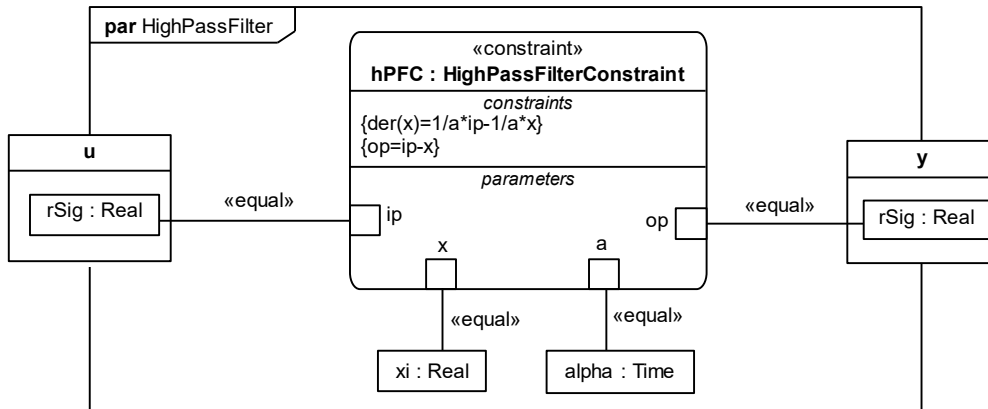 par HighPassFilter
«constraint»
hPFC : HighPassFilterConstraint
constraints
{der(x)=1/a*ip-1/a*x}
{op=ip-x}
parameters
u
rSig : Real
«equal»
ip
x
a
op
«equal»
y
rSig : Real
«equal»
«equal»
xi : Real
alpha : Time